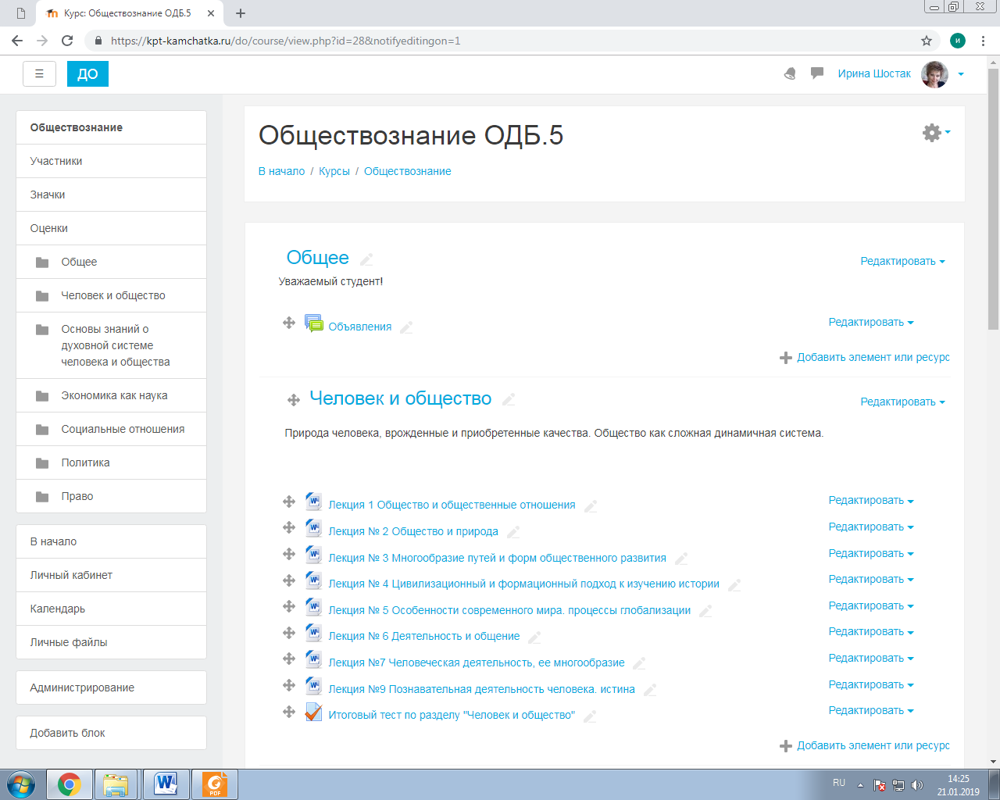 Курс: Обществознание ОДБ.5
https://kpt-kamchatka.ru/do/course/view.php?id=28&notifyeditingon=1
И
ДО
Ирина Шостак
Обществознание
Участники
Значки
Оценки
Общее
Человек и общество
Основы знаний о
духовной системе
человека и общества
Экономика как наука
Социальные отношения
Политика
Право
В начало
Личный кабинет
Календарь
Личные файлы
Администрирование
Добавить блок
Обществознание ОДБ.5
В начало / Курсы / Обществознание
Общее
Редактировать
Уважаемый студент!
Объявления
Редактировать
Добавить элемент или ресурс
Человек и общество
Редактировать
Природа человека, врожденные и приобретенные качества. Общество как сложная динамичная система.
Лекция 1 Общество и общественные отношения
Редактировать
Лекция № 2 Общество и природа
Редактировать
Лекция № 3 Многообразие путей и форм общественного развития
Редактировать
Лекция № 4 Цивилизационный и формационный подход к изучению истории
Редактировать
Лекция № 5 Особенности современного мира. процессы глобализации
Редактировать
Лекция № 6 Деятельность и общение
Редактировать
Лекция №7 Человеческая деятельность, ее многообразие
Редактировать
Лекция №9 Познавательная деятельность человека. истина
Редактировать
Итоговый тест по разделу "Человек и общество"
Редактировать
Добавить элемент или ресурс
PDF
RU
14:25
21.01.2019